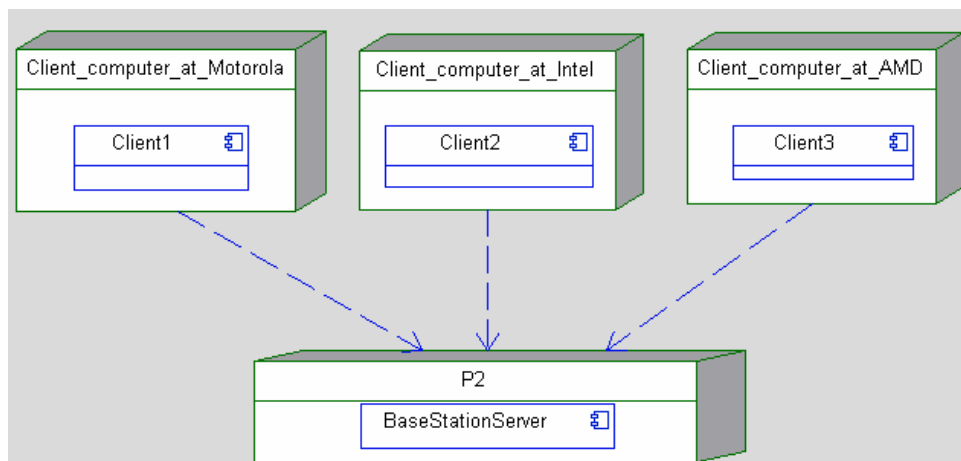 Client_computer_at_Motorola
Client_computer_at_Intel
Client_computer_at_AMD
Client1
Client2
Client3
P2
BaseStationServer